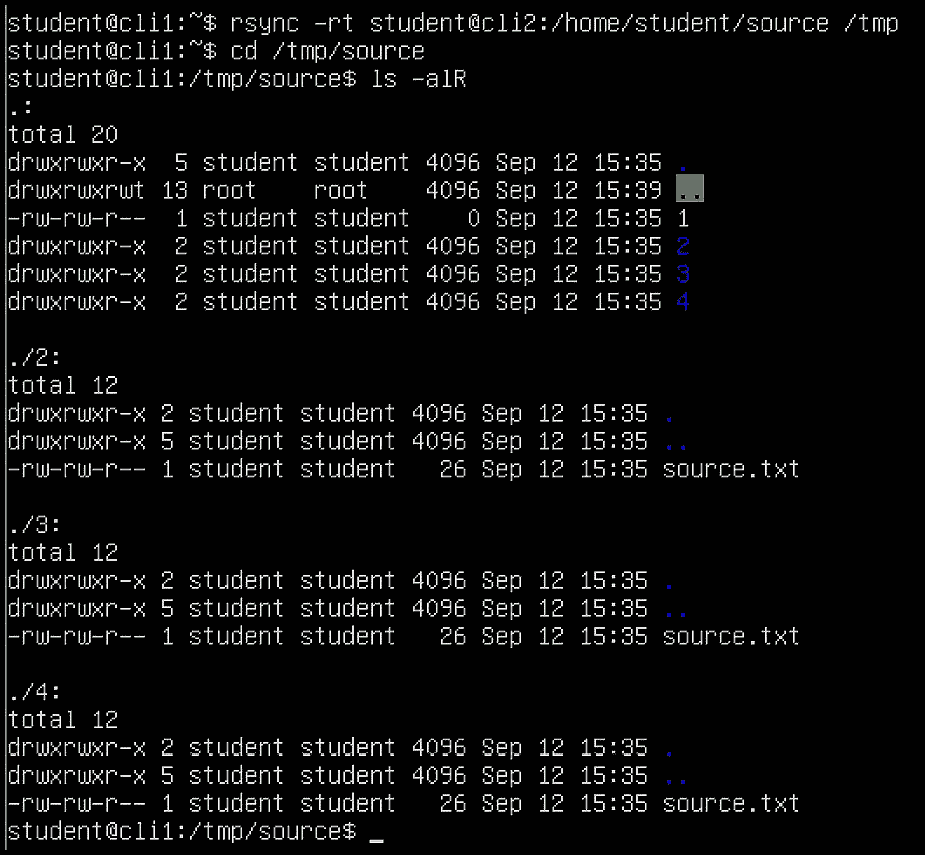 student@cli1:~$ rsync -rt student@cli2:/home/student/source /tmp
student@cli1:~$ cd /tmp/source
student@cli1:/tmp/source$ ls -alR
.:
total 20
drwxrwxr-x  5 student student 4096 Sep 12 15:35 .
drwxrwxrwt 13 root    root    4096 Sep 12 15:39 ..
-rw-rw-r--  1 student student    0 Sep 12 15:35 1
drwxrwxr-x  2 student student 4096 Sep 12 15:35 2
drwxrwxr-x  2 student student 4096 Sep 12 15:35 3
drwxrwxr-x  2 student student 4096 Sep 12 15:35 4

./2:
total 12
drwxrwxr-x 2 student student 4096 Sep 12 15:35 .
drwxrwxr-x 5 student student 4096 Sep 12 15:35 ..
-rw-rw-r-- 1 student student   26 Sep 12 15:35 source.txt

./3:
total 12
drwxrwxr-x 2 student student 4096 Sep 12 15:35 .
drwxrwxr-x 5 student student 4096 Sep 12 15:35 ..
-rw-rw-r-- 1 student student   26 Sep 12 15:35 source.txt

./4:
total 12
drwxrwxr-x 2 student student 4096 Sep 12 15:35 .
drwxrwxr-x 5 student student 4096 Sep 12 15:35 ..
-rw-rw-r-- 1 student student   26 Sep 12 15:35 source.txt
student@cli1:/tmp/source$ _